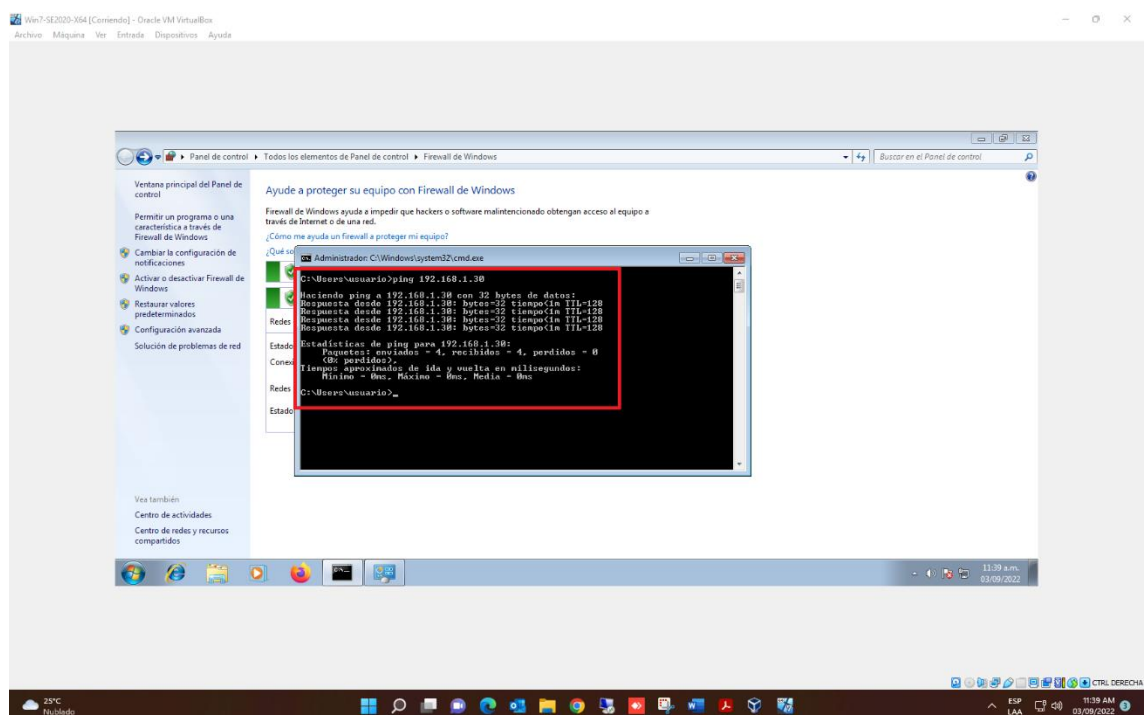 Win7-SE2020-X64 [Corriendo] - Oracle VM VirtualBox
Archivo Máquina Ver Entrada Dispositivos Ayuda
Panel de control Todos los elementos de Panel de control Firewall de Windows
Buscar en el Panel de control
Ventana principal del Panel de
control
Permitir un programa o una
característica a través de
Firewall de Windows
Cambiar la configuración de
notificaciones
Activar o desactivar Firewall de
Windows
Restaurar valores
predeterminados
Configuración avanzada
Solución de problemas de red
Vea también
Centro de actividades
Centro de redes y recursos
compartidos
Ayude a proteger su equipo con Firewall de Windows
Firewall de Windows ayuda a impedir que hackers o software malintencionado obtengan acceso al equipo a
través de Internet o de una red.
¿Cómo me ayuda un firewall a proteger mi equipo?
¿Qué so
Redes
Estado
Conexi
Redes
Estado
Administrador: C:\Windows\system32\cmd.exe
C:\Users\usuario>ping 192.168.1.30
Haciendo ping a 192.168.1.30 con 32 bytes de datos:
Respuesta desde 192.168.1.30: bytes=32 tiempo<1m TTL=128
Respuesta desde 192.168.1.30: bytes=32 tiempo<1m TTL=128
Respuesta desde 192.168.1.30: bytes=32 tiempo<1m TTL=128
Respuesta desde 192.168.1.30: bytes=32 tiempo<1m TTL=128
Estadísticas de ping para 192.168.1.30:
Paquetes: enviados = 4, recibidos = 4, perdidos = 0
(0% perdidos),
Tiempos aproximados de ida y vuelta en milisegundos:
Mínimo = 0ms, Máximo = 0ms, Media = 0ms
C:\Users\usuario>_
11:39 a.m.
03/09/2022
CTRL DERECHA
25°C
Nublado
ESP
LAA
11:39 AM
03/09/2022
3